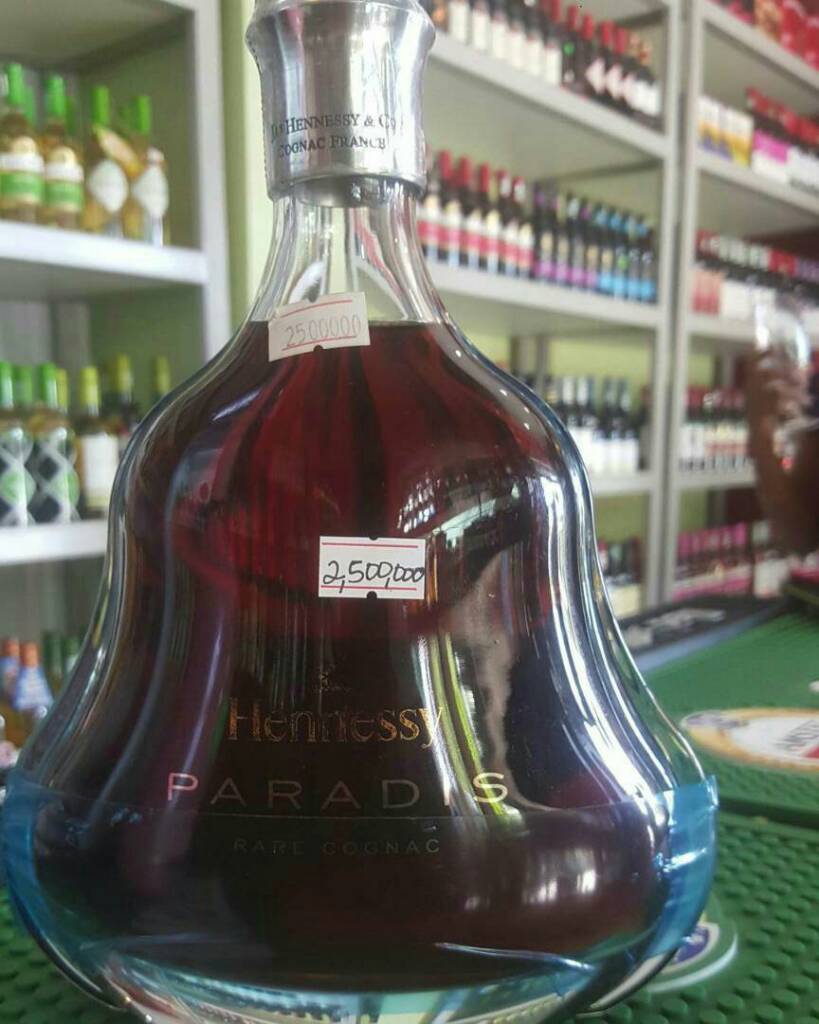 JAS HENNESSY & CO
COGNAC FRANCE
2500000
2,500,000
Hennessy
PARADIS
RARE COGNAC